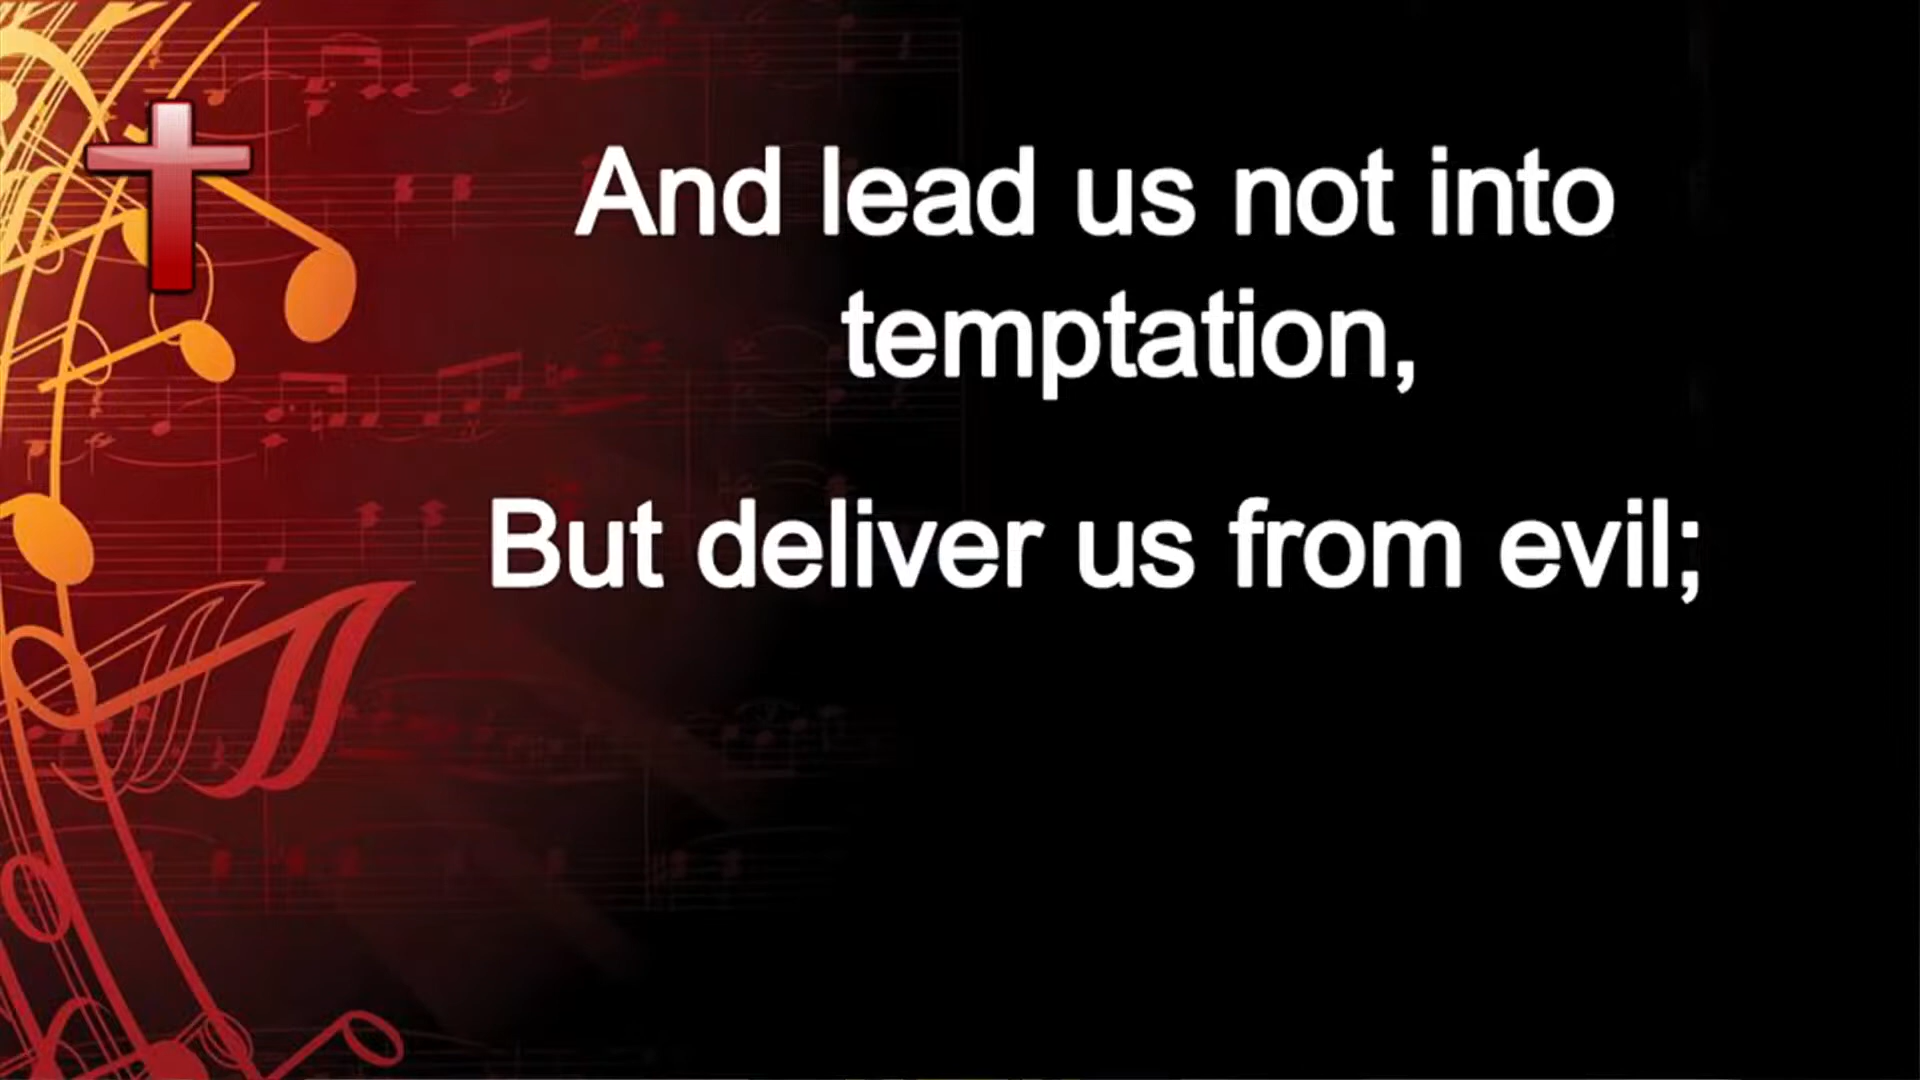 And lead us not into
temptation,
But deliver us from evil;